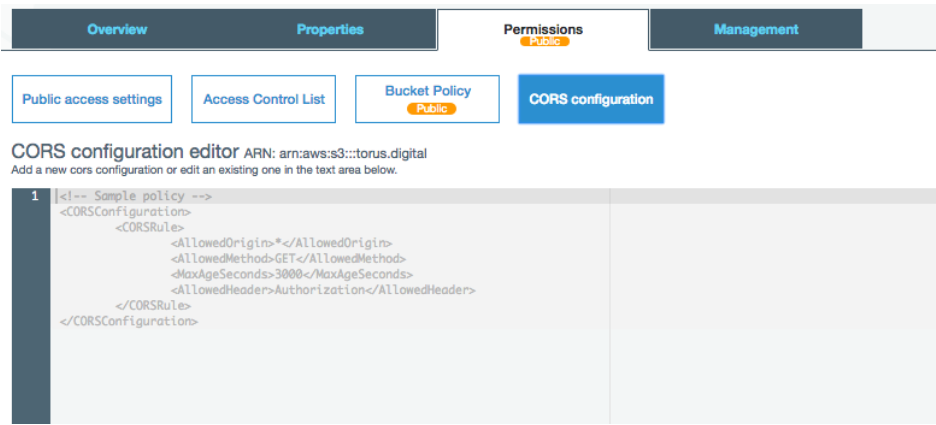 Overview Properties Permissions Management
Public
Public access settings Access Control List Bucket Policy CORS configuration
Public
CORS configuration editor ARN: arn:aws:s3:::torus.digital
Add a new cors configuration or edit an existing one in the text area below.
1 <!-- Sample policy -->
<CORSConfiguration>
<CORSRule>
<AllowedOrigin>*</AllowedOrigin>
<AllowedMethod>GET</AllowedMethod>
<MaxAgeSeconds>3000</MaxAgeSeconds>
<AllowedHeader>Authorization</AllowedHeader>
</CORSRule>
</CORSConfiguration>